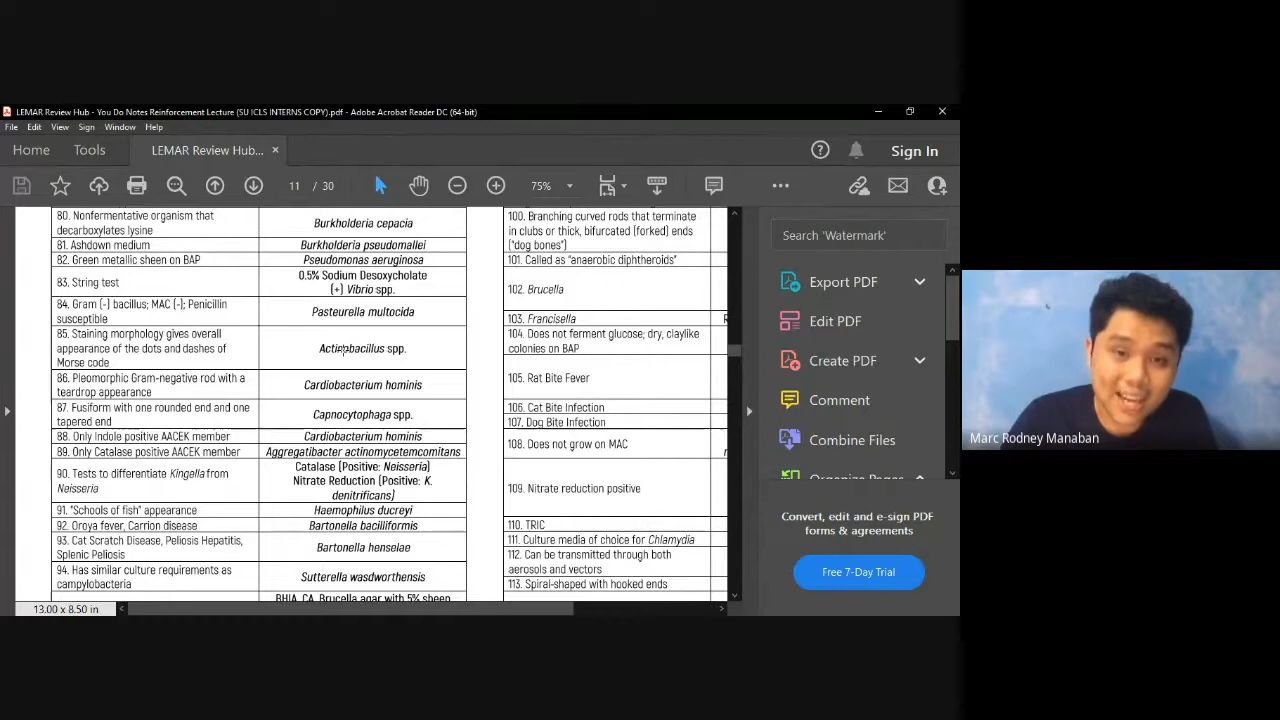 LEMAR Review Hub - You Do Notes Reinforcement Lecture (SU ICLS INTERNS COPY).pdf - Adobe Acrobat Reader DC (64-bit)
File Edit View Sign Window Help
Home Tools LEMAR Review Hub... × Sign In
11 / 30 75%
80. Nonfermentative organism that
decarboxylates lysine
Burkholderia cepacia
81. Ashdown medium
Burkholderia pseudomallei
82. Green metallic sheen on BAP
Pseudomonas aeruginosa
83. String test
0.5% Sodium Desoxycholate
(+) Vibrio spp.
84. Gram (-) bacillus; MAC (-); Penicillin
susceptible
Pasteurella multocida
85. Staining morphology gives overall
appearance of the dots and dashes of
Morse code
Actinobacillus spp.
86. Pleomorphic Gram-negative rod with a
teardrop appearance
Cardiobacterium hominis
87. Fusiform with one rounded end and one
tapered end
Capnocytophaga spp.
88. Only Indole positive AACEK member
Cardiobacterium hominis
89. Only Catalase positive AACEK member
Aggregatibacter actinomycetemcomitans
90. Tests to differentiate Kingella from
Neisseria
Catalase (Positive: Neisseria)
Nitrate Reduction (Positive: K.
denitrificans)
91. "Schools of fish" appearance
Haemophilus ducreyi
92. Oroya fever, Carrion disease
Bartonella bacilliformis
93. Cat Scratch Disease, Peliosis Hepatitis,
Splenic Peliosis
Bartonella henselae
94. Has similar culture requirements as
campylobacteria
Sutterella wasdworthensis
BHIA, CA, Brucella agar with 5% sheep
100. Branching curved rods that terminate
in clubs or thick, bifurcated (forked) ends
("dog bones")
101. Called as "anaerobic diphtheroids"
102. Brucella
103. Francisella
104. Does not ferment glucose; dry, claylike
colonies on BAP
105. Rat Bite Fever
106. Cat Bite Infection
107. Dog Bite Infection
108. Does not grow on MAC
109. Nitrate reduction positive
110. TRIC
111. Culture media of choice for Chlamydia
112. Can be transmitted through both
aerosols and vectors
113. Spiral-shaped with hooked ends
13.00 x 8.50 in
Search 'Watermark'
Export PDF
Edit PDF
Create PDF
Comment
Combine Files
Organize Pages
Convert, edit and e-sign PDF
forms & agreements
Free 7-Day Trial
Marc Rodney Manaban